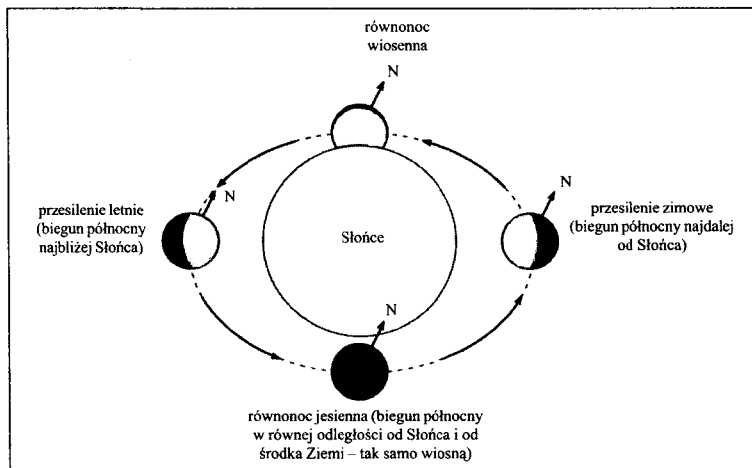 równonoc
wiosenna
N
N
N
przesilenie letnie
(biegun północny
najbliżej Słońca)
Słońce
przesilenie zimowe
(biegun północny najdalej
od Słońca)
N
równonoc jesienna (biegun północny
w równej odległości od Słońca i od
środka Ziemi – tak samo wiosną)